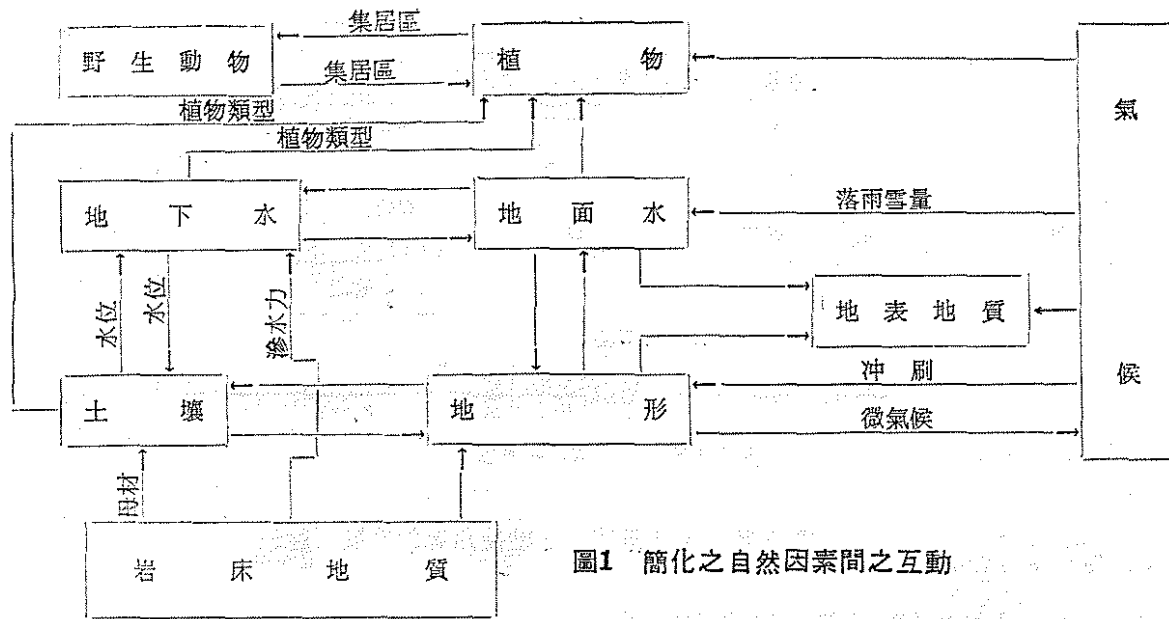 集居區
野生動物
植物
集居區
植物類型
植物類型
氣候
地下水
地面水
落雨雪量
水位
水位
滲水力
地表地質
土壤
地形
冲刷
微氣候
母材
岩床地質
圖1 簡化之自然因素間之互動